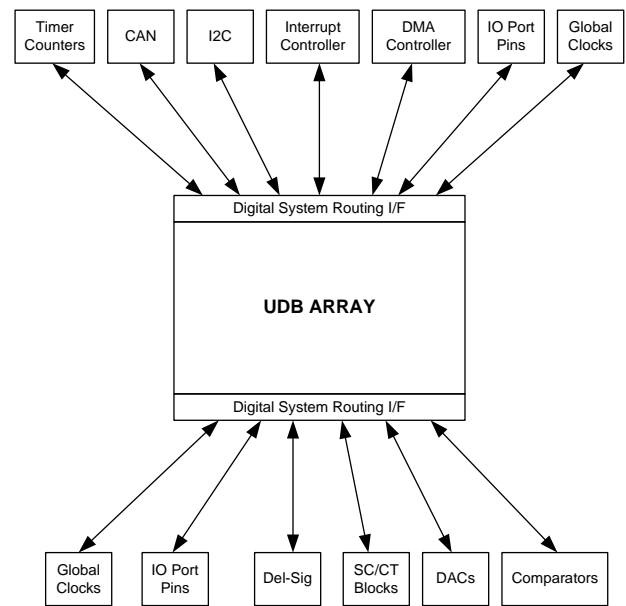 Timer
Counters
CAN
I2C
Interrupt
Controller
DMA
Controller
IO Port
Pins
Global
Clocks
Digital System Routing I/F
UDB ARRAY
Digital System Routing I/F
Global
Clocks
IO Port
Pins
Del-Sig
SC/CT
Blocks
DACs
Comparators